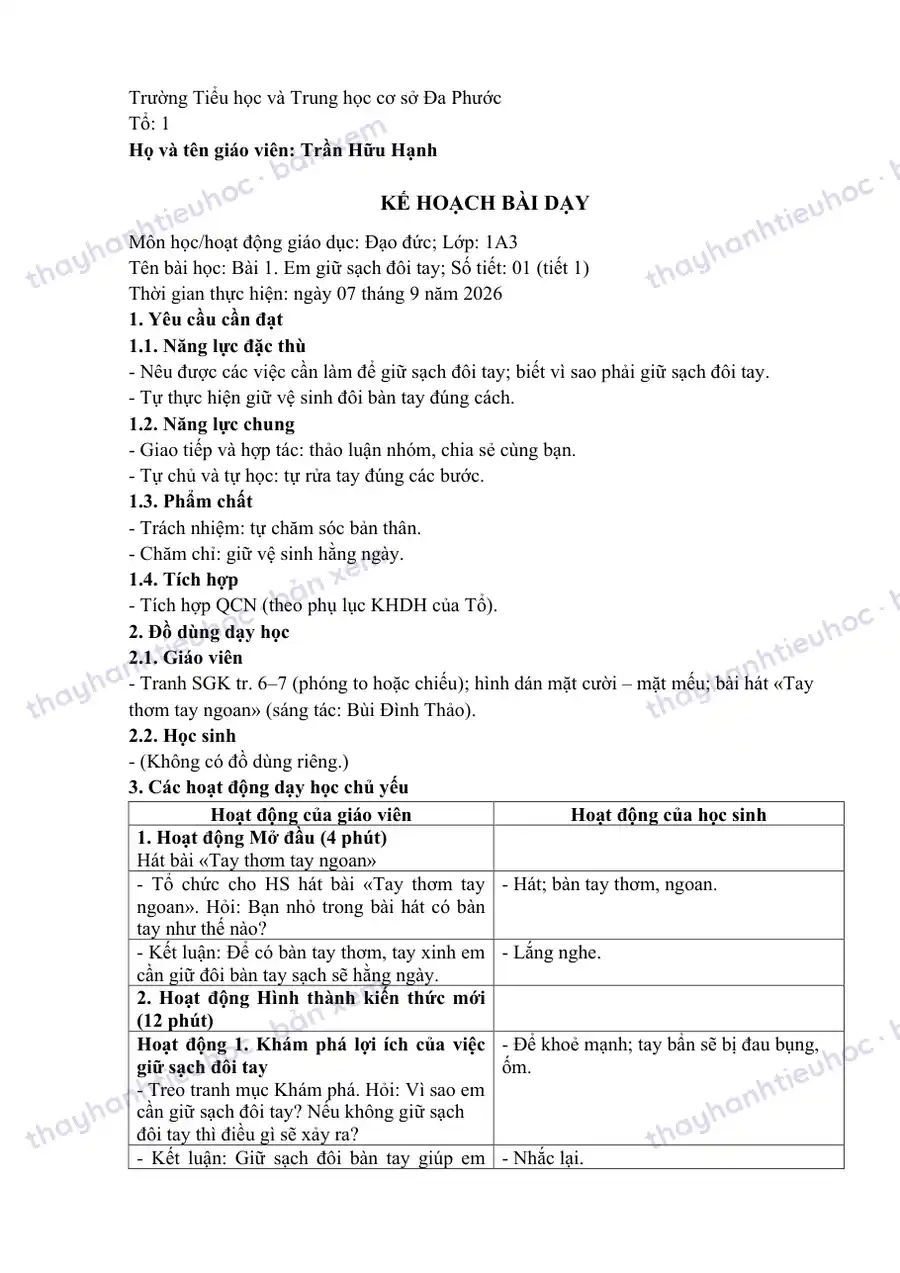 Trường Tiểu học và Trung học cơ sở Đa Phước
Tổ: 1
Họ và tên giáo viên: Trần Hữu Hạnh
KẾ HOẠCH BÀI DẠY
Môn học/hoạt động giáo dục: Đạo đức; Lớp: 1A3
Tên bài học: Bài 1. Em giữ sạch đôi tay; Số tiết: 01 (tiết 1)
Thời gian thực hiện: ngày 07 tháng 9 năm 2026
1. Yêu cầu cần đạt
1.1. Năng lực đặc thù
- Nêu được các việc cần làm để giữ sạch đôi tay; biết vì sao phải giữ sạch đôi tay.
- Tự thực hiện giữ vệ sinh đôi bàn tay đúng cách.
1.2. Năng lực chung
- Giao tiếp và hợp tác: thảo luận nhóm, chia sẻ cùng bạn.
- Tự chủ và tự học: tự rửa tay đúng các bước.
1.3. Phẩm chất
- Trách nhiệm: tự chăm sóc bản thân.
- Chăm chỉ: giữ vệ sinh hằng ngày.
1.4. Tích hợp
- Tích hợp QCN (theo phụ lục KHDH của Tổ).
2. Đồ dùng dạy học
2.1. Giáo viên
- Tranh SGK tr. 6–7 (phóng to hoặc chiếu); hình dán mặt cười – mặt mếu; bài hát «Tay
thơm tay ngoan» (sáng tác: Bùi Đình Thảo).
2.2. Học sinh
- (Không có đồ dùng riêng.)
3. Các hoạt động dạy học chủ yếu
Hoạt động của giáo viên
Hoạt động của học sinh
1. Hoạt động Mở đầu (4 phút)
Hát bài «Tay thơm tay ngoan»
- Tổ chức cho HS hát bài «Tay thơm tay
ngoan». Hỏi: Bạn nhỏ trong bài hát có bàn
tay như thế nào?
- Hát; bàn tay thơm, ngoan.
- Kết luận: Để có bàn tay thơm, tay xinh em
cần giữ đôi bàn tay sạch sẽ hằng ngày.
- Lắng nghe.
2. Hoạt động Hình thành kiến thức mới
(12 phút)
Hoạt động 1. Khám phá lợi ích của việc
giữ sạch đôi tay
- Treo tranh mục Khám phá. Hỏi: Vì sao em
cần giữ sạch đôi tay? Nếu không giữ sạch
đôi tay thì điều gì sẽ xảy ra?
- Để khoẻ mạnh; tay bẩn sẽ bị đau bụng,
ốm.
- Kết luận: Giữ sạch đôi bàn tay giúp em
- Nhắc lại.
thayhanhtieuhoc · bản xem
thayhanhtieuhoc · b
thayhanhtieuhoc · bản xem
thayhanhtieuhoc · b
thayhanhtieuhoc · bản xem
thayhanhtieuhoc · b